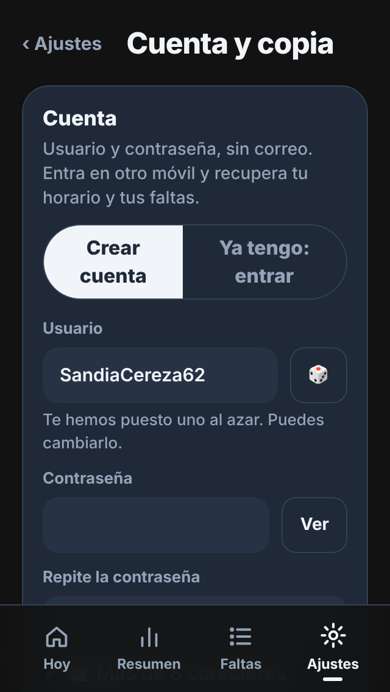 ‹ Ajustes Cuenta y copia
Cuenta
Usuario y contraseña, sin correo.
Entra en otro móvil y recupera tu
horario y tus faltas.
Crear
cuenta
Ya tengo:
entrar
Usuario
SandiaCereza62
Te hemos puesto uno al azar. Puedes
cambiarlo.
Contraseña
Ver
Repite la contraseña
Hoy Resumen Faltas Ajustes